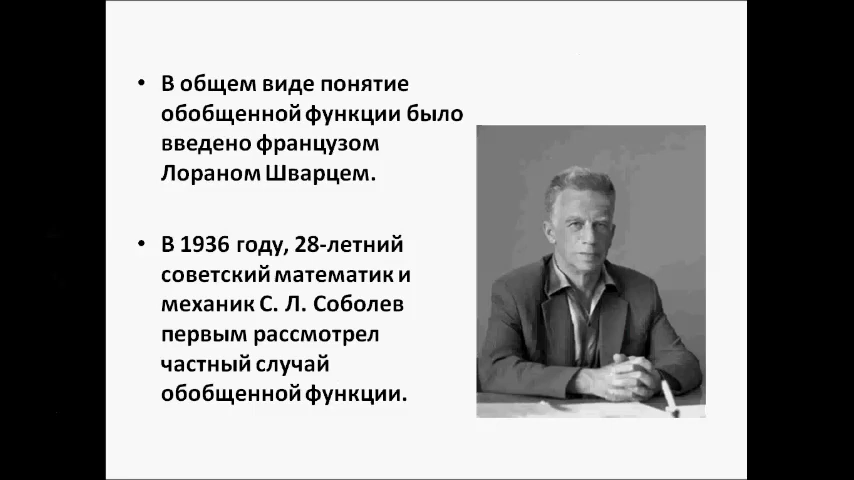 • В общем виде понятие
обобщенной функции было
введено французом
Лораном Шварцем.
• В 1936 году, 28-летний
советский математик и
механик С. Л. Соболев
первым рассмотрел
частный случай
обобщенной функции.